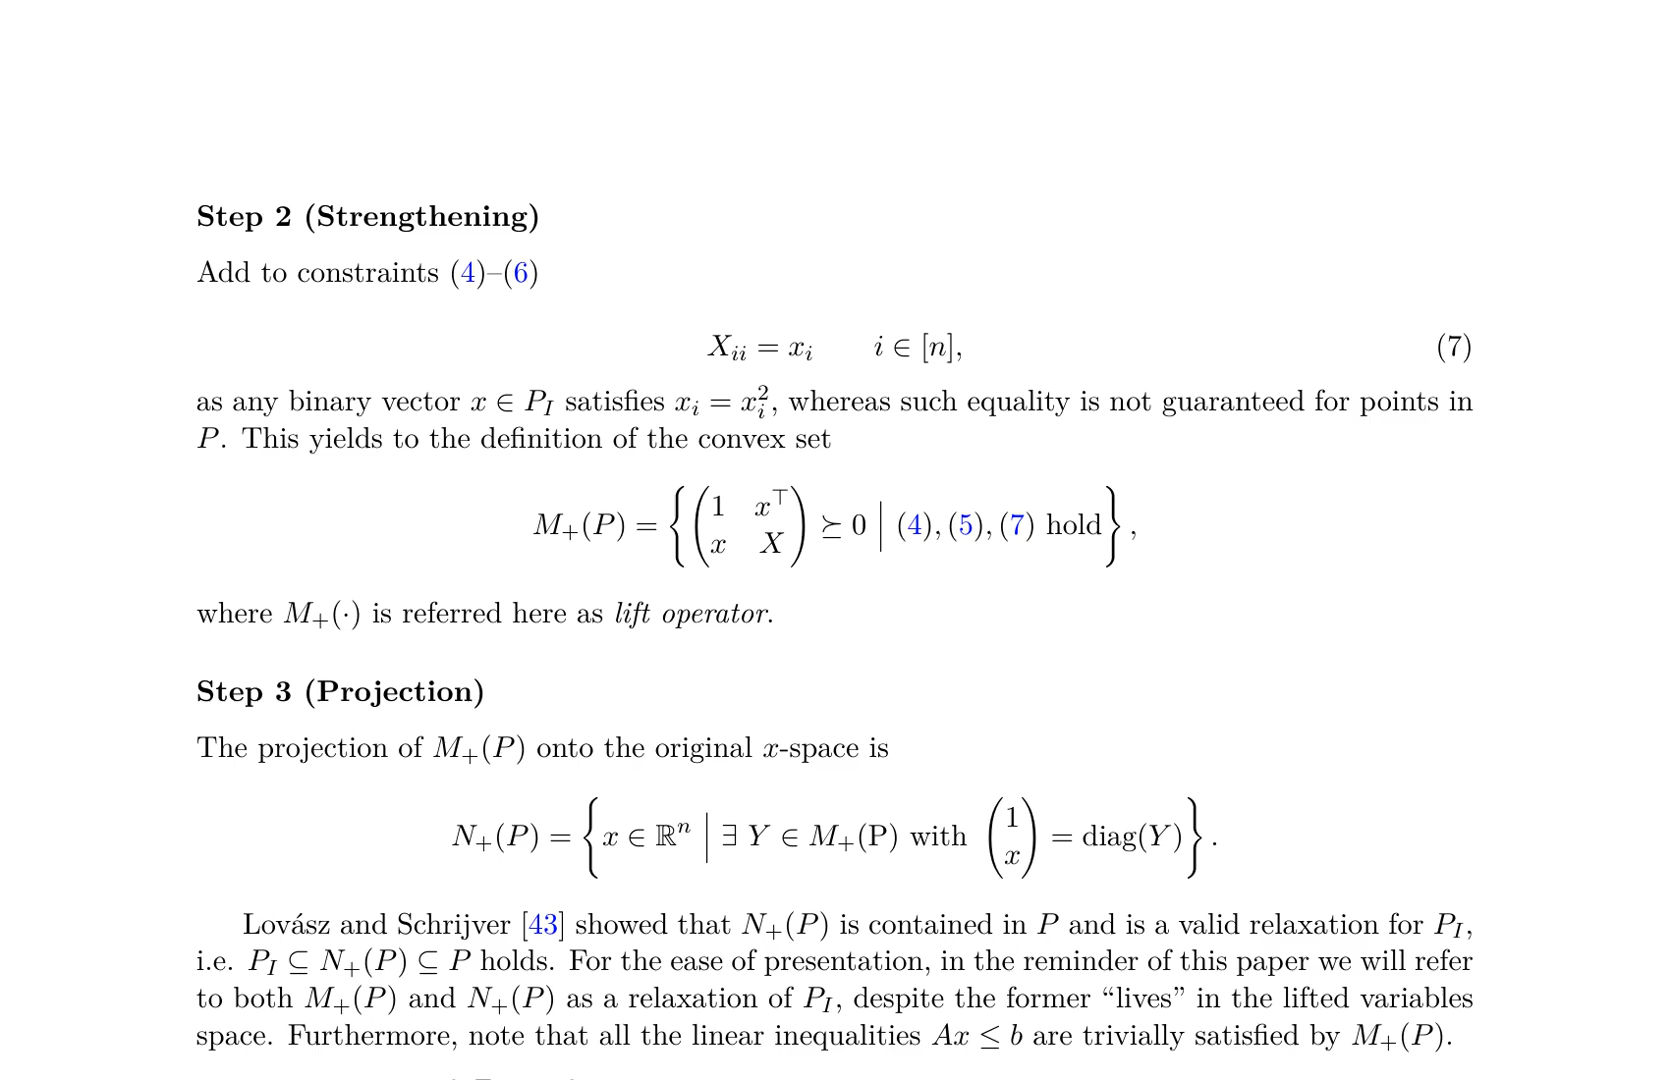 Step 2 (Strengthening)
Add to constraints (4)–(6)
X_{ii} = x_i i ∈ [n], (7)
as any binary vector x ∈ P_I satisfies x_i = x_i^2, whereas such equality is not guaranteed for points in
P. This yields to the definition of the convex set
M_+(P) = { ( 1 x^⊤ ; x X ) ⪰ 0 | (4), (5), (7) hold } ,
where M_+(·) is referred here as lift operator.
Step 3 (Projection)
The projection of M_+(P) onto the original x-space is
N_+(P) = { x ∈ ℝ^n | ∃ Y ∈ M_+(P) with ( 1 ; x ) = diag(Y) } .
Lovász and Schrijver [43] showed that N_+(P) is contained in P and is a valid relaxation for P_I,
i.e. P_I ⊆ N_+(P) ⊆ P holds. For the ease of presentation, in the reminder of this paper we will refer
to both M_+(P) and N_+(P) as a relaxation of P_I, despite the former “lives” in the lifted variables
space. Furthermore, note that all the linear inequalities Ax ≤ b are trivially satisfied by M_+(P).